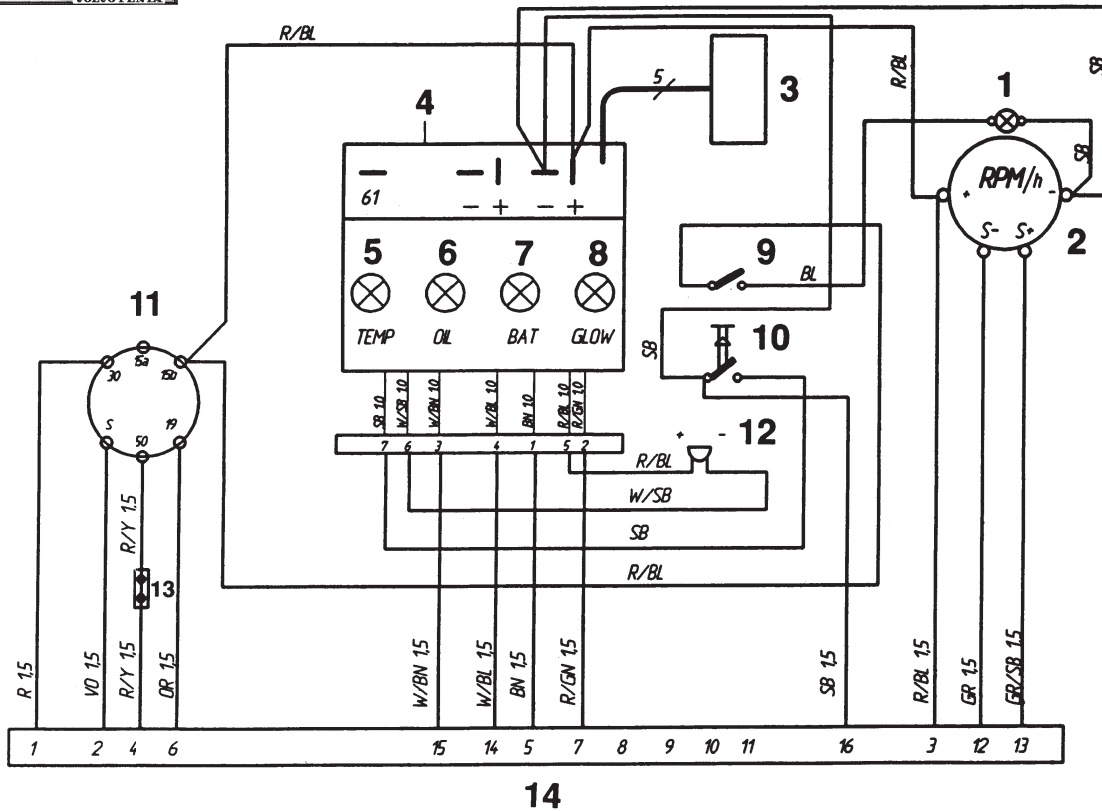 R/BL
5
3
R/BL
SB
1
4
SB
RPM/h
+
-
S- S+
2
61
- + - +
5 6 7 8
TEMP OIL BAT GLOW
9
BL
10
SB
11
30 15a 15b
S 50 19
SB 1.0
W/SB 1.0
W/BN 1.0
W/BL 1.0
BN 1.0
R/BL 1.0
R/GN 1.0
7 6 3 4 1 5 2
+ -
12
R/BL
W/SB
SB
R/BL
R/Y 1,5
13
R 1,5
VO 1,5
R/Y 1,5
OR 1,5
W/BN 1,5
W/BL 1,5
BN 1,5
R/GN 1,5
SB 1,5
R/BL 1,5
GR 1,5
GR/SB 1,5
1 2 4 6 15 14 5 7 8 9 10 11 16 3 12 13
14